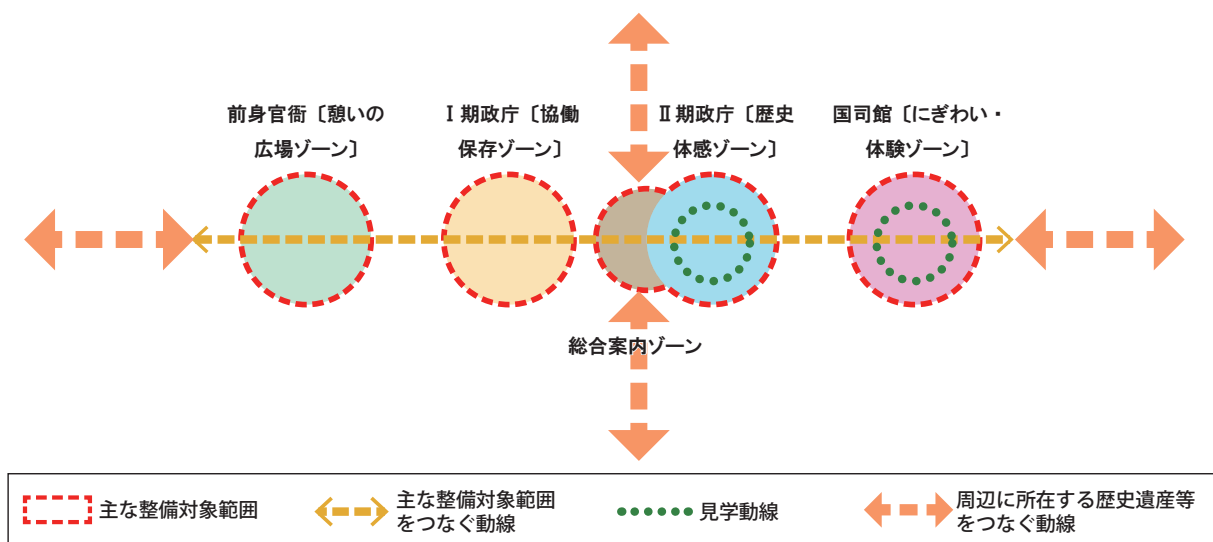 前身官衙〔憩いの
広場ゾーン〕
Ⅰ期政庁〔協働
保存ゾーン〕
Ⅱ期政庁〔歴史
体感ゾーン〕
国司館〔にぎわい・
体験ゾーン〕
総合案内ゾーン
主な整備対象範囲
主な整備対象範囲
をつなぐ動線
見学動線
周辺に所在する歴史遺産等
をつなぐ動線